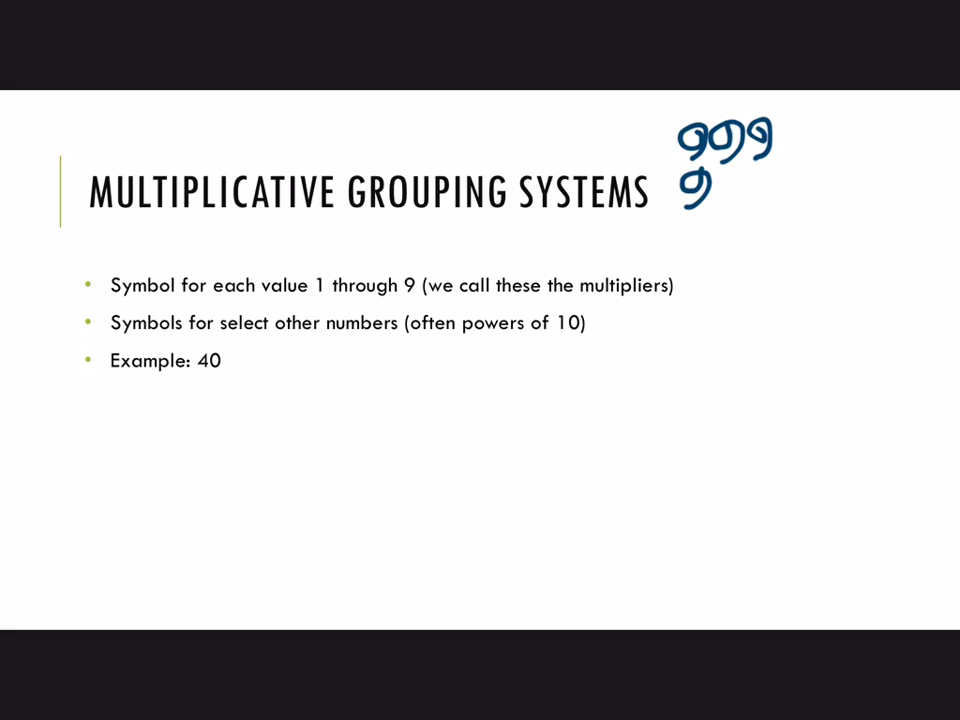 MULTIPLICATIVE GROUPING SYSTEMS
• Symbol for each value 1 through 9 (we call these the multipliers)
• Symbols for select other numbers (often powers of 10)
• Example: 40